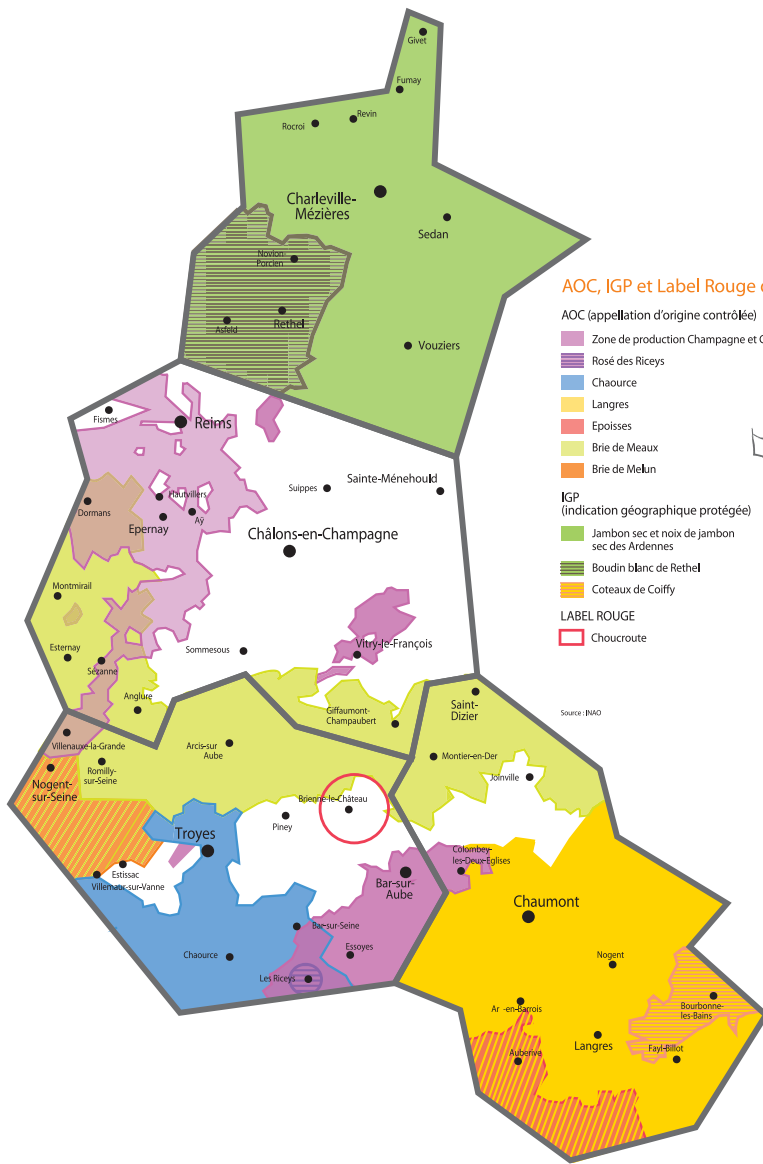 Givet
Fumay
Revin
Rocroi
Charleville-
Mézières
Sedan
Novion-
Porcien
Rethel
Asfeld
Vouziers
AOC, IGP et Label Rouge
AOC (appellation d'origine contrôlée)
Zone de production Champagne et
Rosé des Riceys
Chaource
Langres
Epoisses
Brie de Meaux
Brie de Melun
IGP
(indication géographique protégée)
Jambon sec et noix de jambon
sec des Ardennes
Boudin blanc de Rethel
Coteaux de Coiffy
LABEL ROUGE
Choucroute
Source : INAO
Fismes
Reims
Suippes
Sainte-Ménehould
Hautvillers
Dormans
Epernay
Aÿ
Châlons-en-Champagne
Montmirail
Esternay
Sézanne
Sommesous
Vitry-le-François
Anglure
Giffaumont-
Champaubert
Saint-
Dizier
Villenauxe-la-Grande
Arcis-sur
Aube
Romilly-
sur-Seine
Nogent-
sur-Seine
Montier-en-Der
Joinville
Brienne-le-Château
Piney
Troyes
Estissac
Villemaur-sur-Vanne
Colombey-
les-Deux-Eglises
Bar-sur-
Aube
Chaumont
Bar-sur-Seine
Essoyes
Chaource
Les Riceys
Nogent
Ar -en-Barrois
Bourbonne-
les-Bains
Langres
Fayl-Billot
Auberive